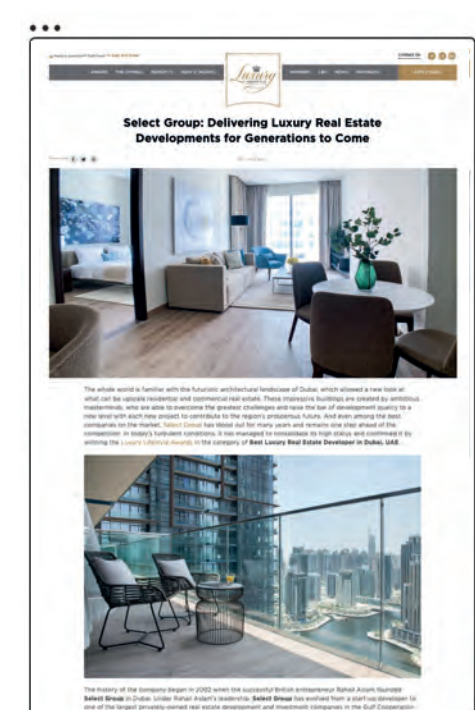 CONTACT US
Luxury
Select Group: Delivering Luxury Real Estate
Developments for Generations to Come
The whole world is familiar with the futuristic architectural landscape of Dubai, which allowed a new look at
what can be upscale residential and commercial real estate. These impressive buildings are created by ambitious
masterminds, who are able to overcome the greatest challenges and raise the bar of development quality to a
new level with each new project to contribute to the region's prosperous future. And even among the best
companies on the market, Select Group has stood out for many years and remains one step ahead of the
competition. In today's turbulent conditions, it has managed to consolidate its high status and confirmed it by
winning the Luxury Lifestyle Awards in the category of Best Luxury Real Estate Developer in Dubai, UAE.
The history of the company began in 2002 when the successful British entrepreneur Rahail Aslam founded
Select Group in Dubai. Under Rahail Aslam's leadership, Select Group has evolved from a start-up developer to
one of the largest privately-owned real estate development and investment companies in the Gulf Cooperation